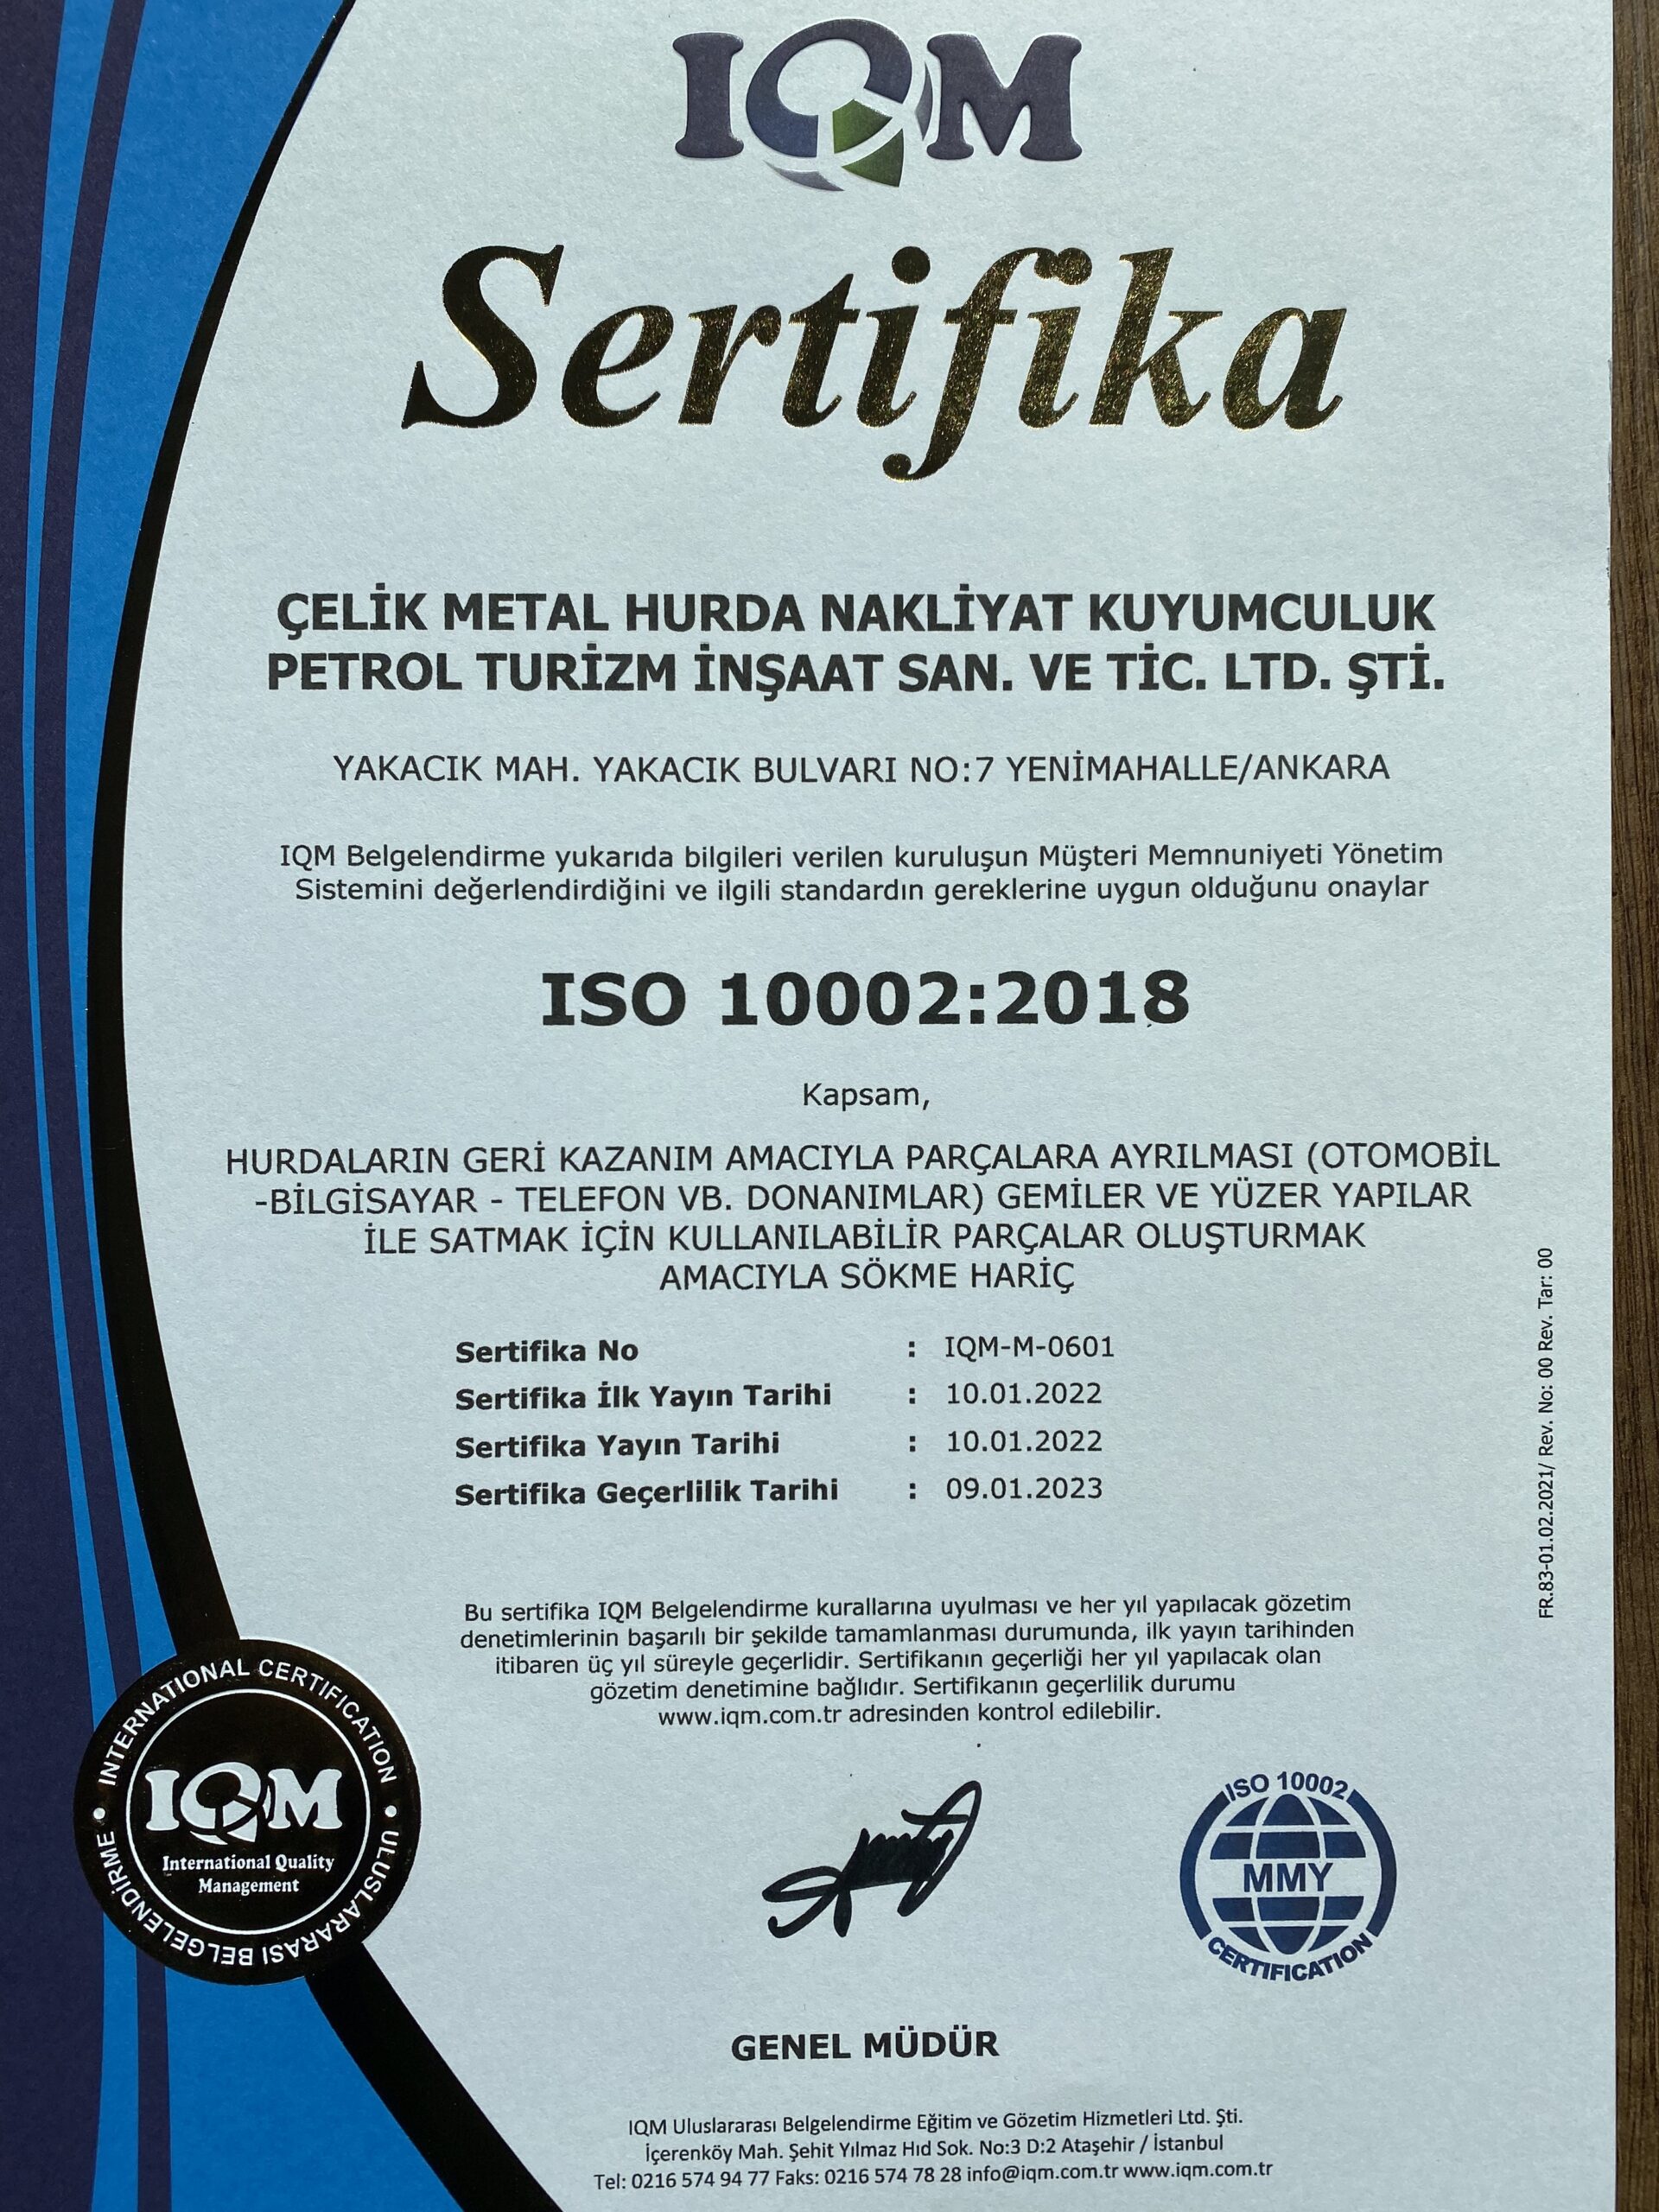 IQM
Sertifika
ÇELİK METAL HURDA NAKLİYAT KUYUMCULUK
PETROL TURİZM İNŞAAT SAN. VE TİC. LTD. ŞTİ.
YAKACIK MAH. YAKACIK BULVARI NO:7 YENİMAHALLE/ANKARA
IQM Belgelendirme yukarıda bilgileri verilen kuruluşun Müşteri Memnuniyeti Yönetim
Sistemini değerlendirdiğini ve ilgili standardın gereklerine uygun olduğunu onaylar
ISO 10002:2018
Kapsam,
HURDALARIN GERİ KAZANIM AMACIYLA PARÇALARA AYRILMASI (OTOMOBİL
-BİLGİSAYAR - TELEFON VB. DONANIMLAR) GEMİLER VE YÜZER YAPILAR
İLE SATMAK İÇİN KULLANILABİLİR PARÇALAR OLUŞTURMAK
AMACIYLA SÖKME HARİÇ
Sertifika No : IQM-M-0601
Sertifika İlk Yayın Tarihi : 10.01.2022
Sertifika Yayın Tarihi : 10.01.2022
Sertifika Geçerlilik Tarihi : 09.01.2023
FR.83-01.02.2021/ Rev. No: 00 Rev. Tar: 00
Bu sertifika IQM Belgelendirme kurallarına uyulması ve her yıl yapılacak gözetim
denetimlerinin başarılı bir şekilde tamamlanması durumunda, ilk yayın tarihinden
itibaren üç yıl süreyle geçerlidir. Sertifikanın geçerliği her yıl yapılacak olan
gözetim denetimine bağlıdır. Sertifikanın geçerlilik durumu
www.iqm.com.tr adresinden kontrol edilebilir.
INTERNATIONAL CERTIFICATION
IQM
International Quality
Management
ULUSLARARASI BELGELENDİRME
ISO 10002
MMY
CERTIFICATION
GENEL MÜDÜR
IQM Uluslararası Belgelendirme Eğitim ve Gözetim Hizmetleri Ltd. Şti.
İçerenköy Mah. Şehit Yılmaz Hıd Sok. No:3 D:2 Ataşehir / İstanbul
Tel: 0216 574 94 77 Faks: 0216 574 78 28 info@iqm.com.tr www.iqm.com.tr